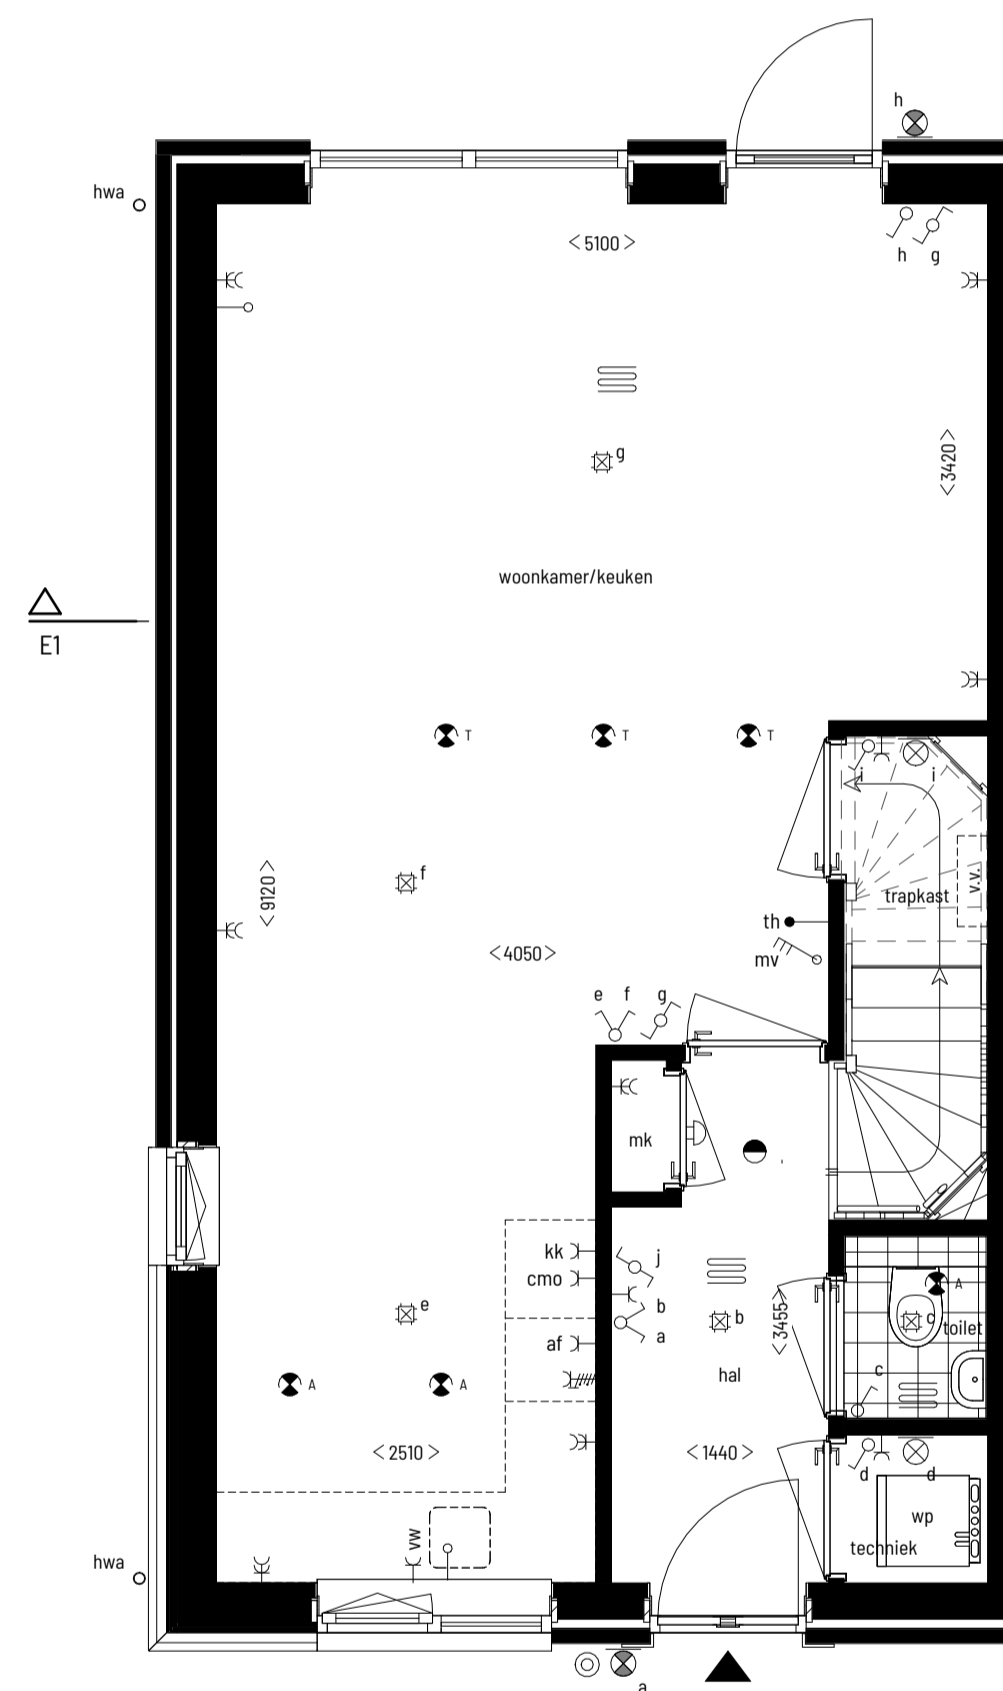 h
hwa
<5100>
h g
g
<3420>
woonkamer/keuken
E1
T T T
i i
f
<9120>
trapkast
v.v.
th
mv
<4050>
e f g
mk
kk
cmo
j
b
a
af
e
b
<3455>
A
c
toilet
c
hal
A A
<2510>
<1440>
d d
wp
techniek
vw
hwa
a